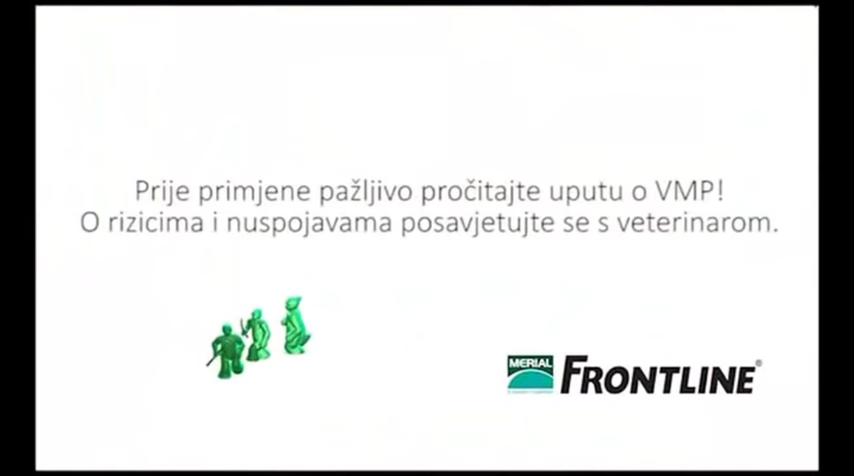 Prije primjene pažljivo pročitajte uputu o VMP!
O rizicima i nuspojavama posavjetujte se s veterinarom.
MERIAL
FRONTLINE®